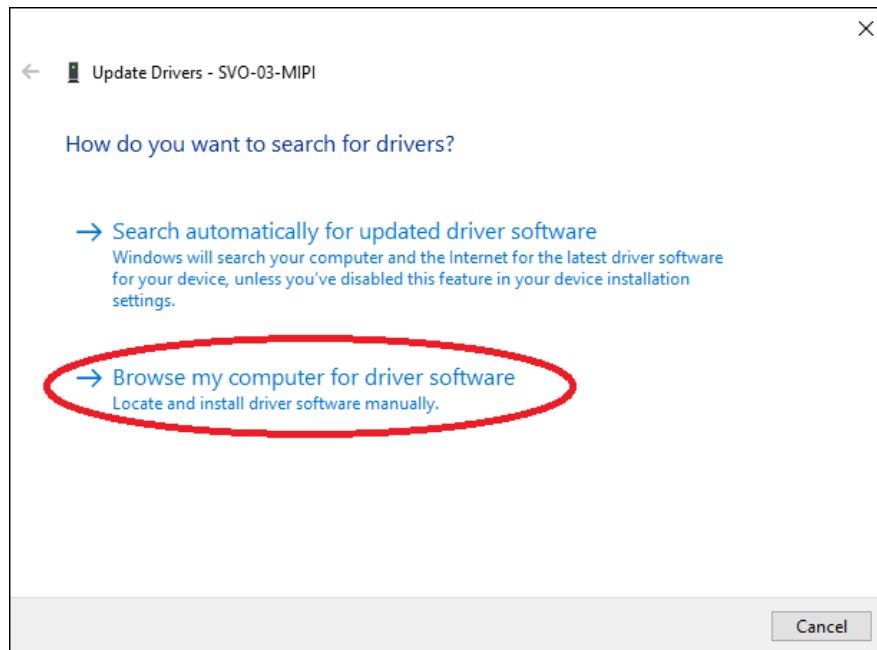 Update Drivers - SVO-03-MIPI
How do you want to search for drivers?
Search automatically for updated driver software
Windows will search your computer and the Internet for the latest driver software
for your device, unless you've disabled this feature in your device installation
settings.
Browse my computer for driver software
Locate and install driver software manually.
Cancel